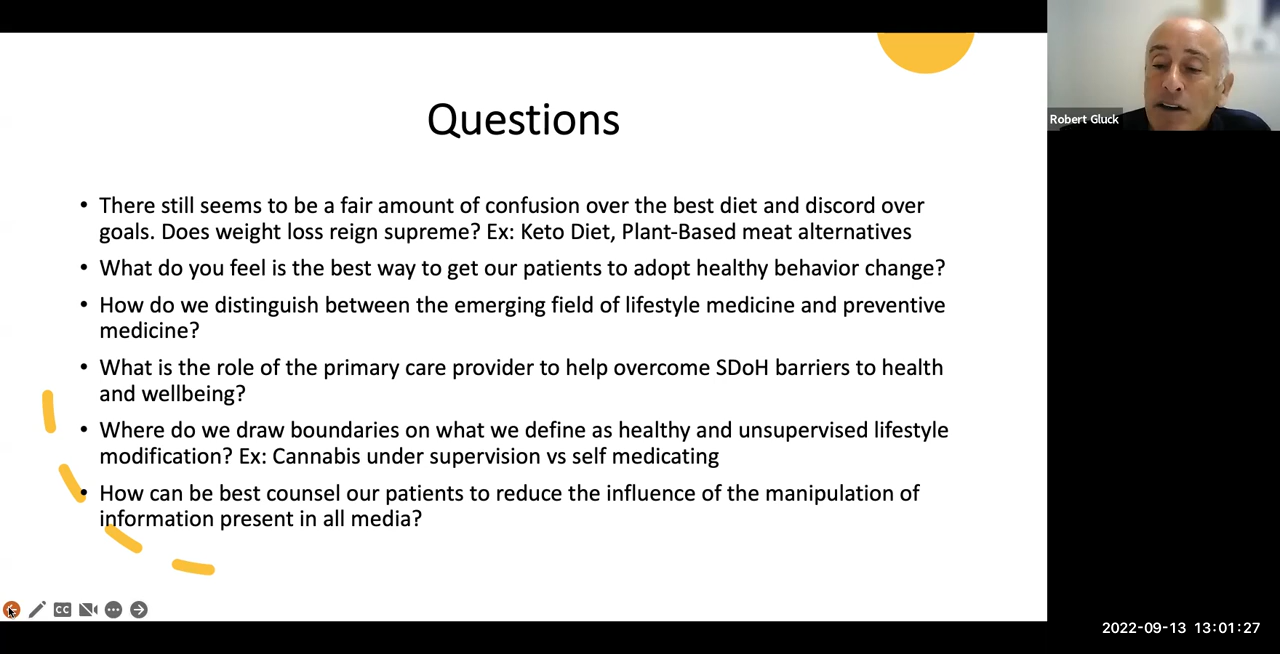 Questions
• There still seems to be a fair amount of confusion over the best diet and discord over
goals. Does weight loss reign supreme? Ex: Keto Diet, Plant-Based meat alternatives
• What do you feel is the best way to get our patients to adopt healthy behavior change?
• How do we distinguish between the emerging field of lifestyle medicine and preventive
medicine?
• What is the role of the primary care provider to help overcome SDoH barriers to health
and wellbeing?
• Where do we draw boundaries on what we define as healthy and unsupervised lifestyle
modification? Ex: Cannabis under supervision vs self medicating
• How can be best counsel our patients to reduce the influence of the manipulation of
information present in all media?
Robert Gluck
CC
2022-09-13 13:01:27